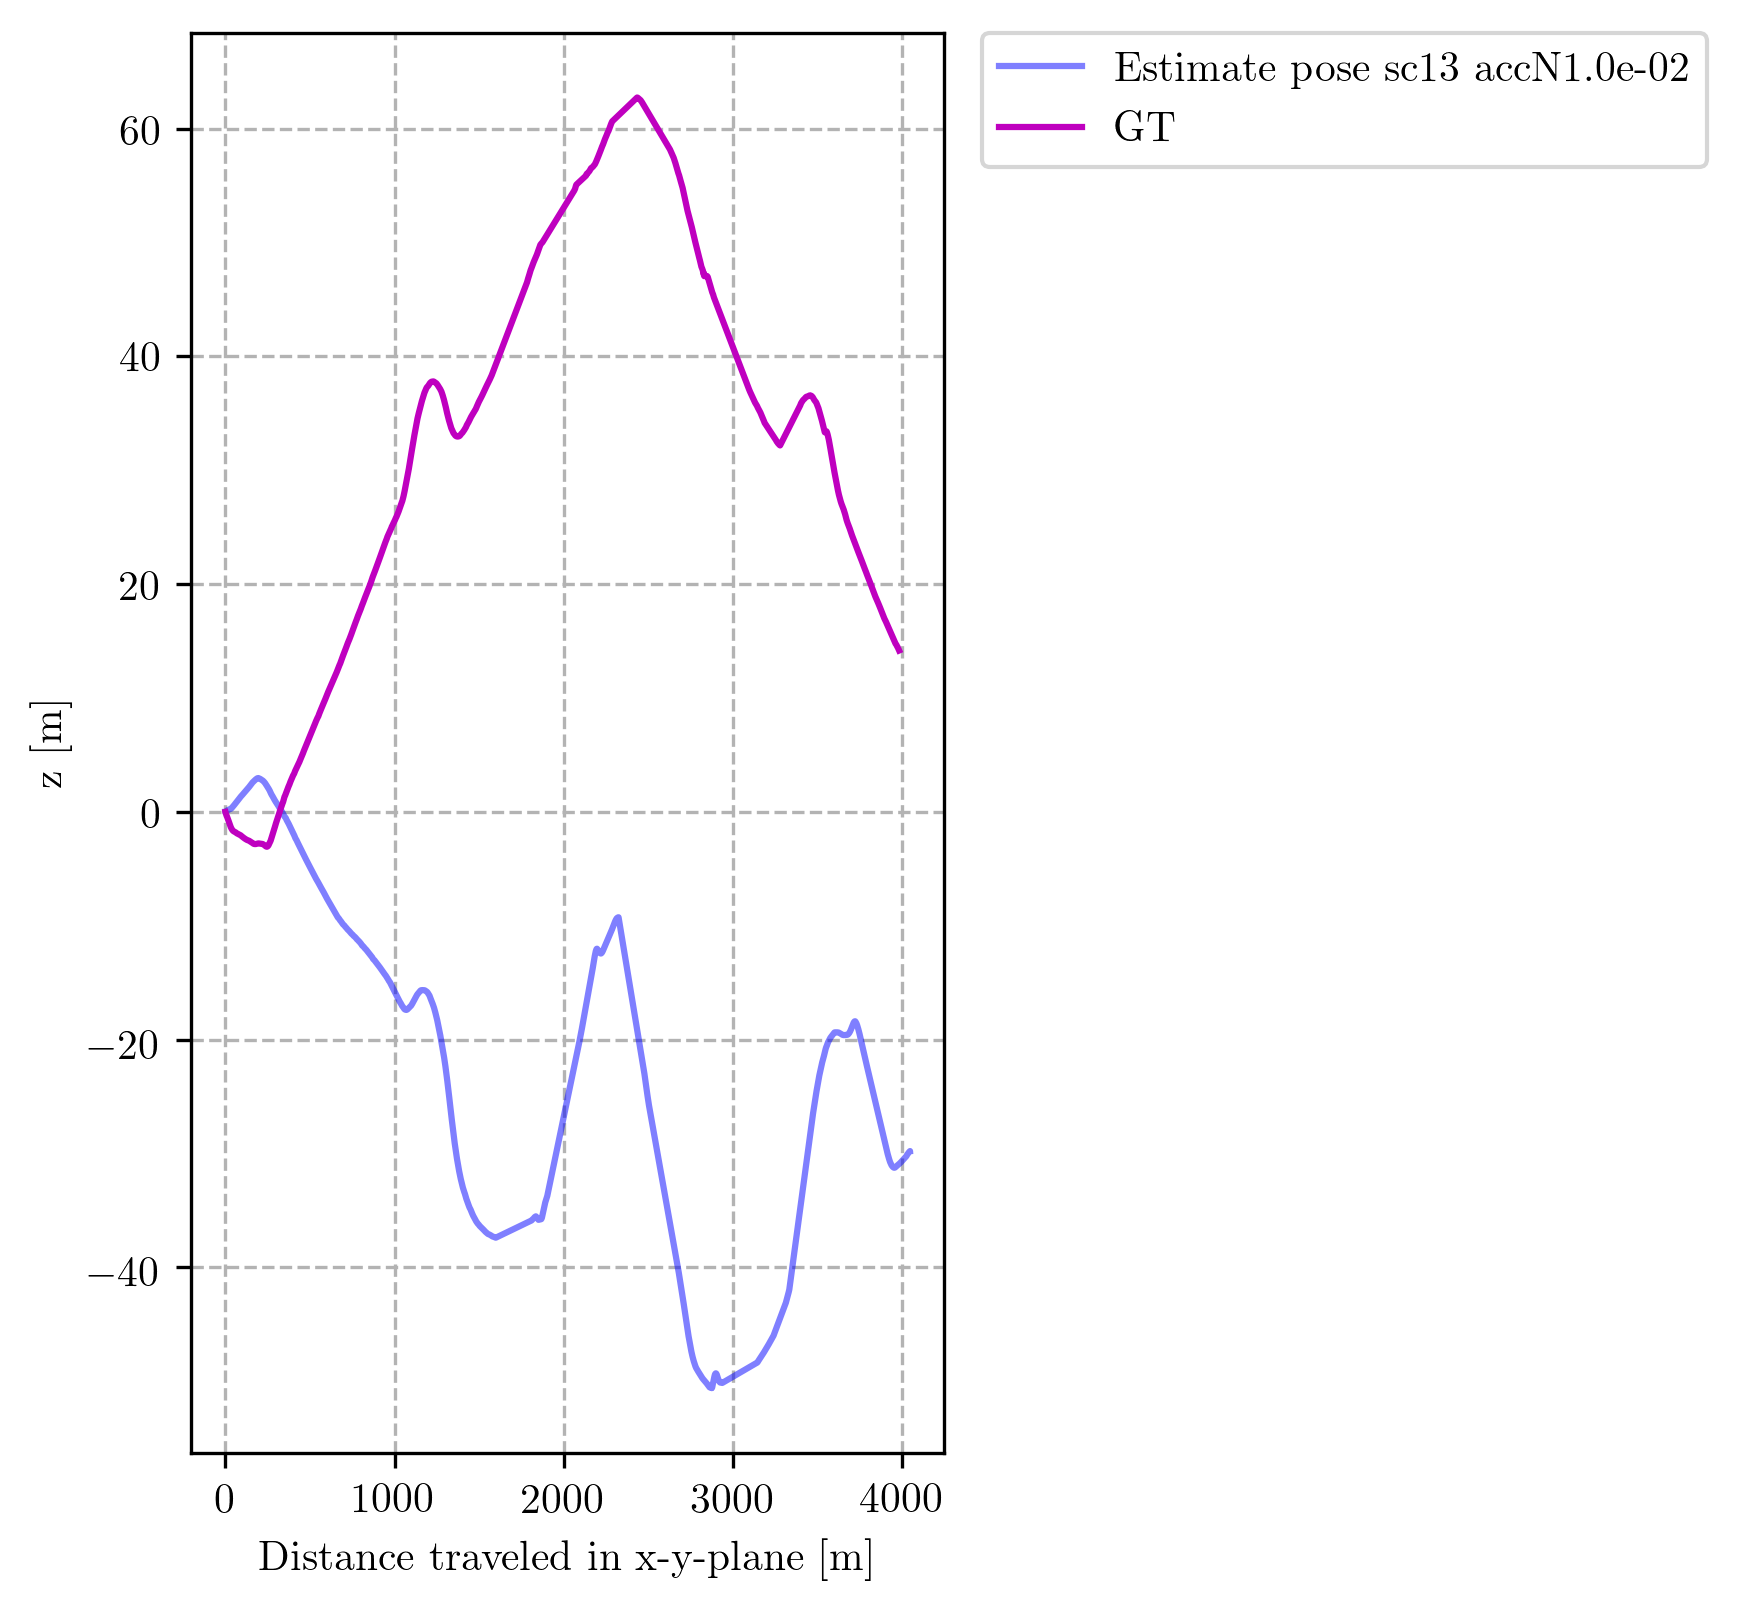 Estimate pose sc13 accN1.0e-02
GT
60
40
20
0
−20
−40
z [m]
0 1000 2000 3000 4000
Distance traveled in x-y-plane [m]